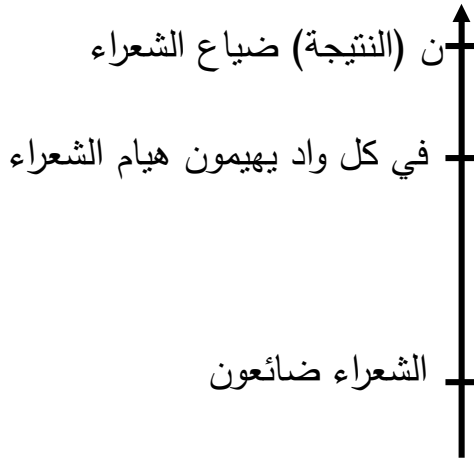 ن (النتيجة) ضياع الشعراء
في كل واد يهيمون هيام الشعراء
الشعراء ضائعون